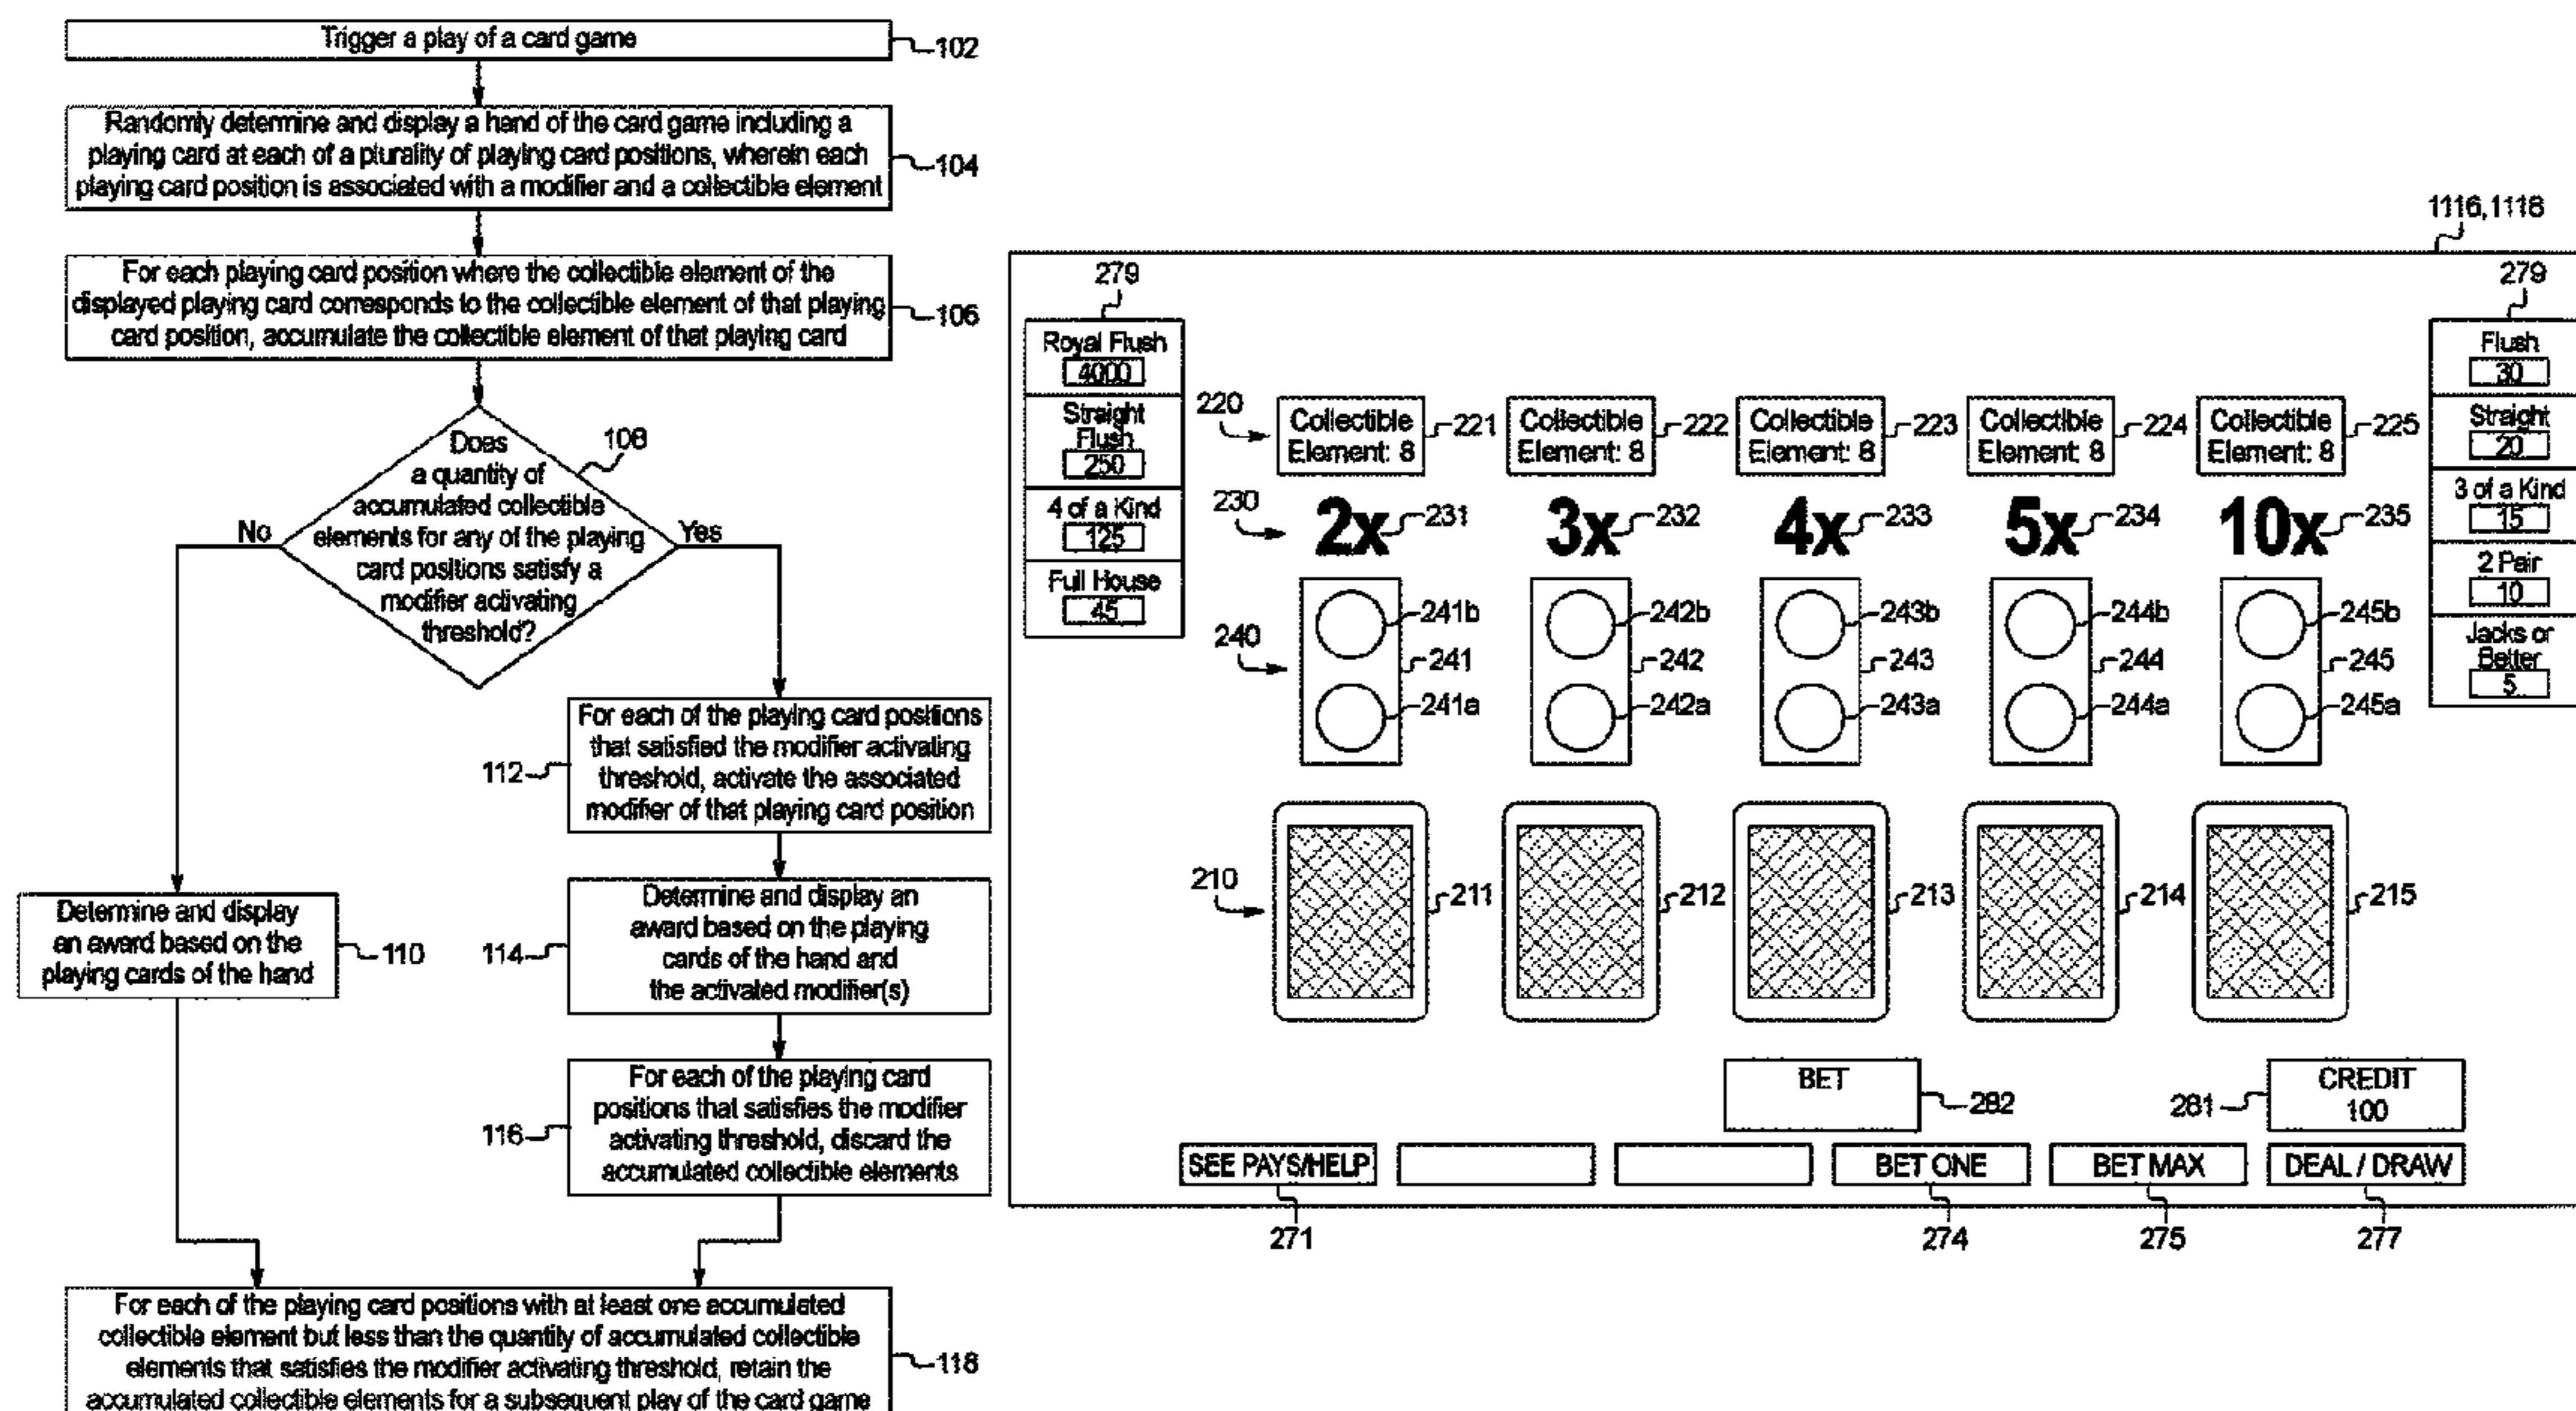 Trigger a play of a card game
102
Randomly determine and display a hand of the card game including a
playing card at each of a plurality of playing card positions, wherein each
playing card position is associated with a modifier and a collectible element
104
For each playing card position where the collectible element of the
displayed playing card corresponds to the collectible element of that playing
card position, accumulate the collectible element of that playing card
106
Does
a quantity of
accumulated collectible
elements for any of the playing
card positions satisfy a
modifier activating
threshold?
108
No
Yes
For each of the playing card positions
that satisfied the modifier activating
threshold, activate the associated
modifier of that playing card position
112
Determine and display
an award based on the
playing cards of the hand
110
Determine and display an
award based on the playing
cards of the hand and
the activated modifier(s)
114
For each of the playing card
positions that satisfies the modifier
activating threshold, discard the
accumulated collectible elements
116
For each of the playing card positions with at least one accumulated
collectible element but less than the quantity of accumulated collectible
elements that satisfies the modifier activating threshold, retain the
accumulated collectible elements for a subsequent play of the card game
118
1116,1118
279
Royal Flush
4000
Straight
Flush
250
4 of a Kind
125
Full House
45
279
Flush
30
Straight
20
3 of a Kind
15
2 Pair
10
Jacks or
Better
5
220
Collectible
Element: 8
221
Collectible
Element: 8
222
Collectible
Element: 8
223
Collectible
Element: 8
224
Collectible
Element: 8
225
230
2x
231
3x
232
4x
233
5x
234
10x
235
240
241b
241
241a
242b
242
242a
243b
243
243a
244b
244
244a
245b
245
245a
210
211
212
213
214
215
BET
282
281
CREDIT
100
SEE PAYS/HELP
BET ONE
BET MAX
DEAL / DRAW
271
274
275
277